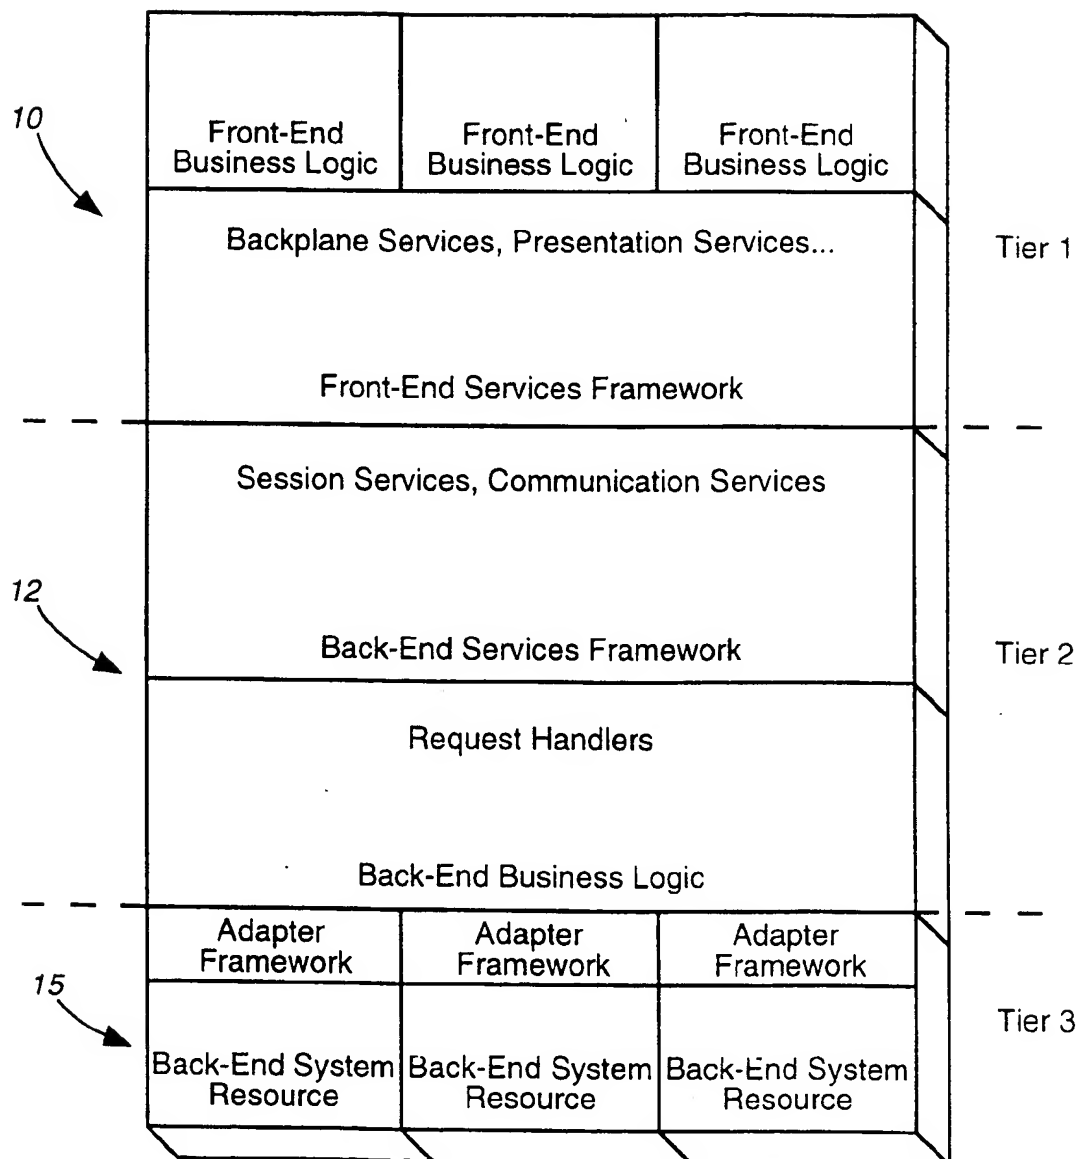 10
Front-End
Business Logic
Front-End
Business Logic
Front-End
Business Logic
Backplane Services, Presentation Services...
Tier 1
Front-End Services Framework
Session Services, Communication Services
12
Back-End Services Framework
Tier 2
Request Handlers
Back-End Business Logic
Adapter
Framework
Adapter
Framework
Adapter
Framework
15
Tier 3
Back-End System
Resource
Back-End System
Resource
Back-End System
Resource